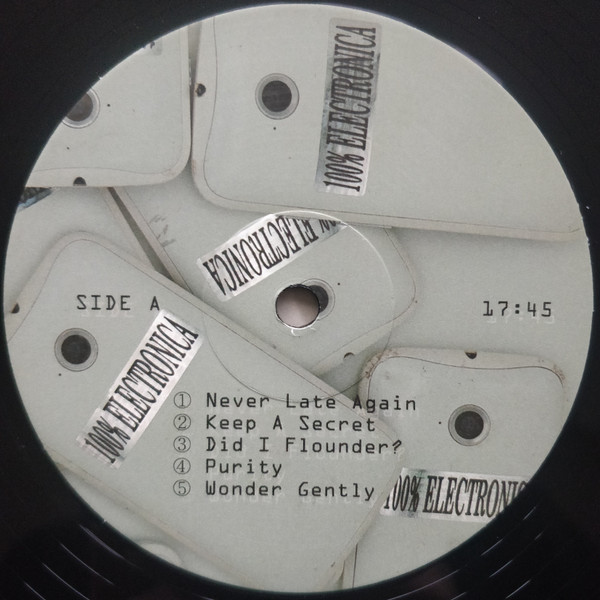 100% ELECTRONICA
ELECTRONICA
SIDE A
17:45
100% ELECTRONICA
① Never Late Again
② Keep A Secret
③ Did I Flounder?
④ Purity
⑤ Wonder Gently
100% ELECTRONIC